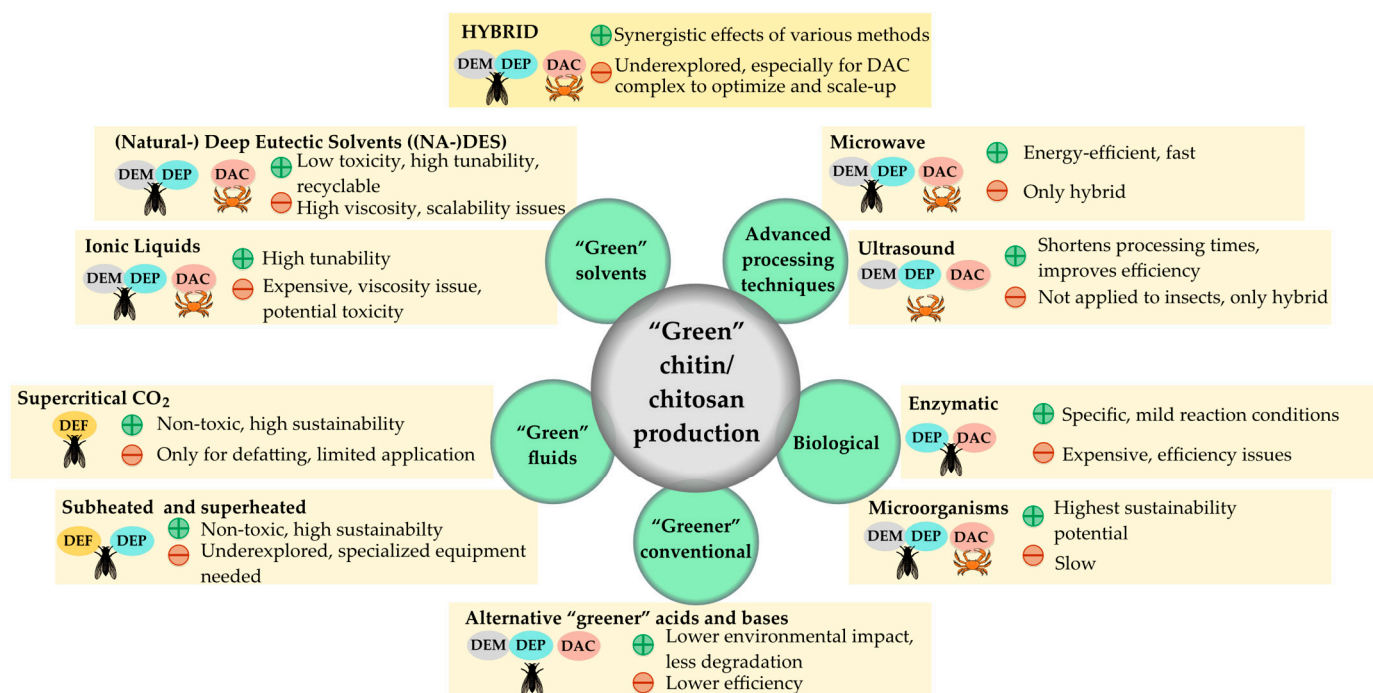 HYBRID
DEM DEP DAC
Synergistic effects of various methods
Underexplored, especially for DAC
complex to optimize and scale-up
(Natural-) Deep Eutectic Solvents ((NA-)DES)
DEM DEP DAC
Low toxicity, high tunability,
recyclable
High viscosity, scalability issues
Microwave
DEM DEP DAC
Energy-efficient, fast
Only hybrid
Ionic Liquids
DEM DEP DAC
High tunability
Expensive, viscosity issue,
potential toxicity
"Green"
solvents
Advanced
processing
techniques
Ultrasound
DEM DEP DAC
Shortens processing times,
improves efficiency
Not applied to insects, only hybrid
"Green"
chitin/
chitosan
production
Supercritical CO₂
DEF
Non-toxic, high sustainability
Only for defatting, limited application
"Green"
fluids
Biological
Enzymatic
DEP DAC
Specific, mild reaction conditions
Expensive, efficiency issues
Subheated and superheated
DEF DEP
Non-toxic, high sustainabilty
Underexplored, specialized equipment
needed
"Greener"
conventional
Microorganisms
DEM DEP DAC
Highest sustainability
potential
Slow
Alternative "greener" acids and bases
DEM DEP DAC
Lower environmental impact,
less degradation
Lower efficiency